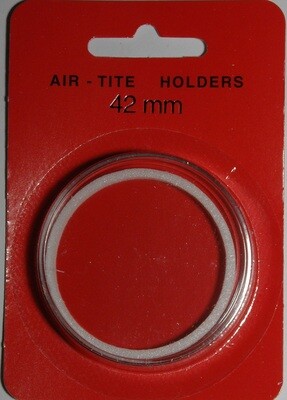 AIR - TITE HOLDERS
42 mm